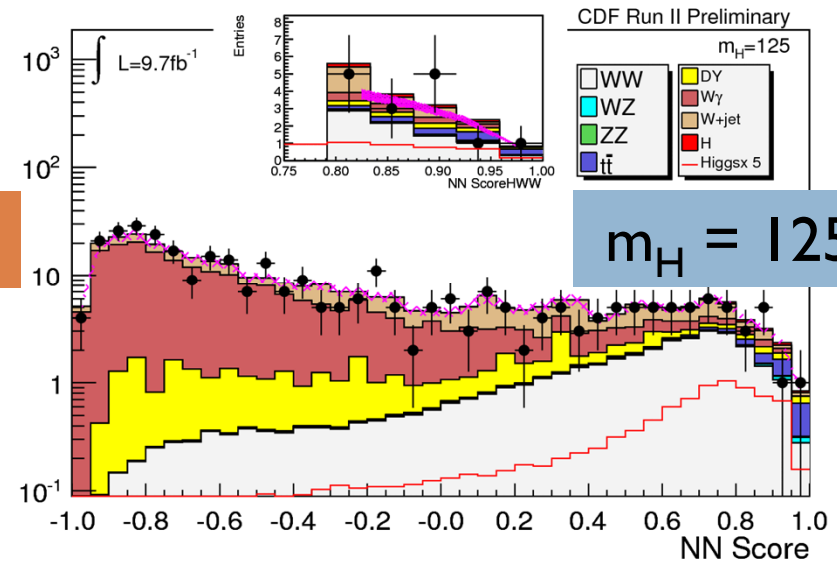 CDF Run II Preliminary
∫ L=9.7fb⁻¹
m_H=125
WW
WZ
ZZ
tt̄
DY
Wγ
W+jet
H
Higgsx 5
Entries
8
7
6
5
4
3
2
1
0
0.75 0.80 0.85 0.90 0.95 1.00
NN ScoreHWW
m_H = 125
10³
10²
10
1
10⁻¹
-1.0 -0.8 -0.6 -0.4 -0.2 -0.0 0.2 0.4 0.6 0.8 1.0
NN Score